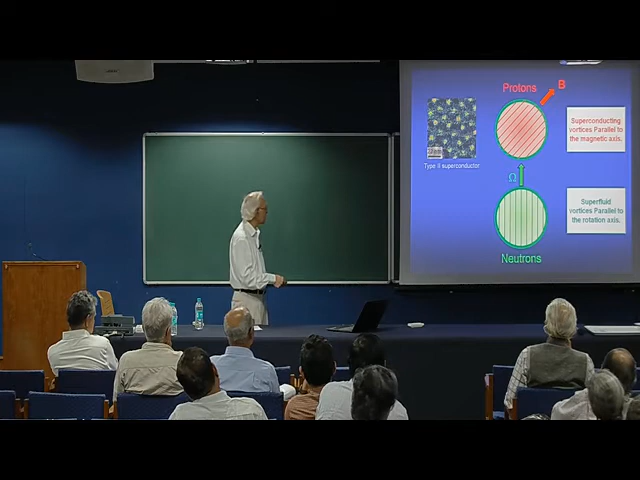 Protons
B
Superconducting
vortices Parallel to
the magnetic axis.
Type II superconductor
Ω
Superfluid
vortices Parallel to
the rotation axis.
Neutrons